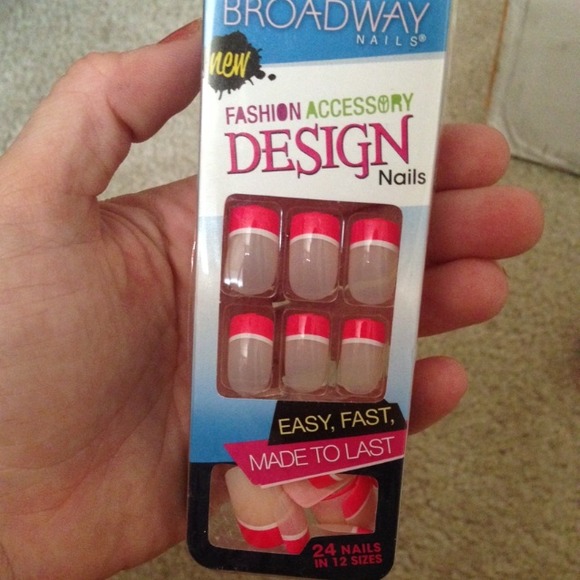 BROADWAY
NAILS®
new
FASHION ACCESSORY
DESIGN
Nails
EASY, FAST,
MADE TO LAST
24 NAILS
IN 12 SIZES